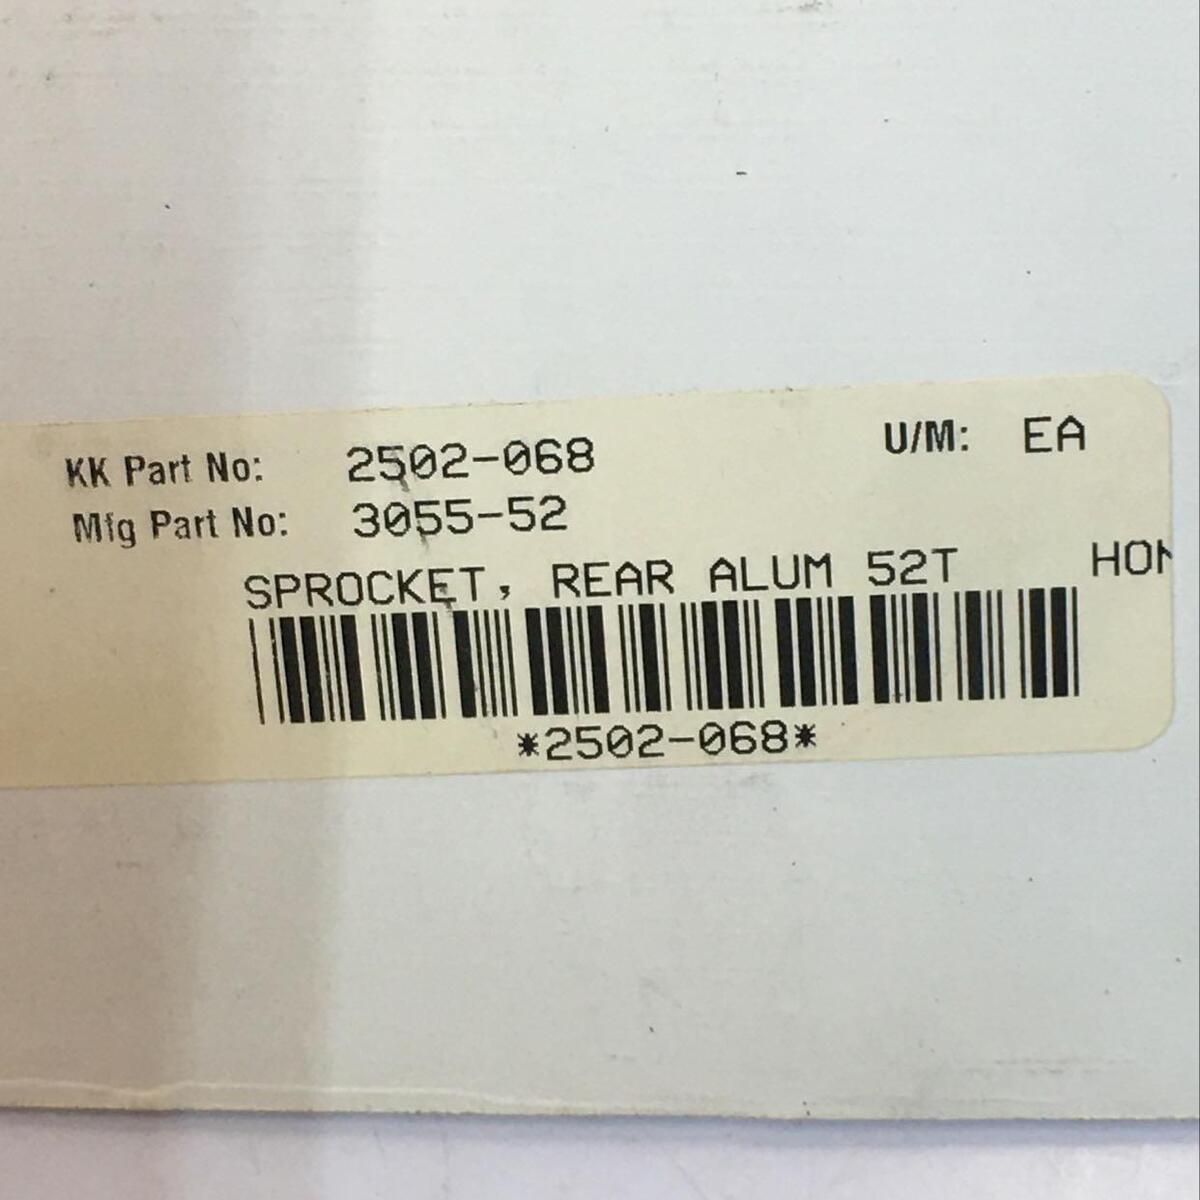 KK Part No: 2502-068 U/M: EA
Mfg Part No: 3055-52
SPROCKET, REAR ALUM 52T HON
*2502-068*